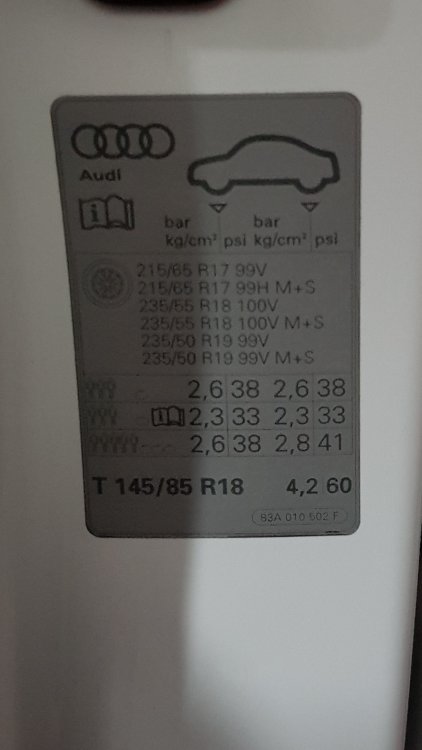 Audi
bar bar
kg/cm² psi kg/cm² psi
215/65 R17 99V
215/65 R17 99H M+S
235/55 R18 100V
235/55 R18 100V M+S
235/50 R19 99V
235/50 R19 99V M+S
2,6 38 2,6 38
2,3 33 2,3 33
2,6 38 2,8 41
T 145/85 R18 4,2 60
83A 010 502 F